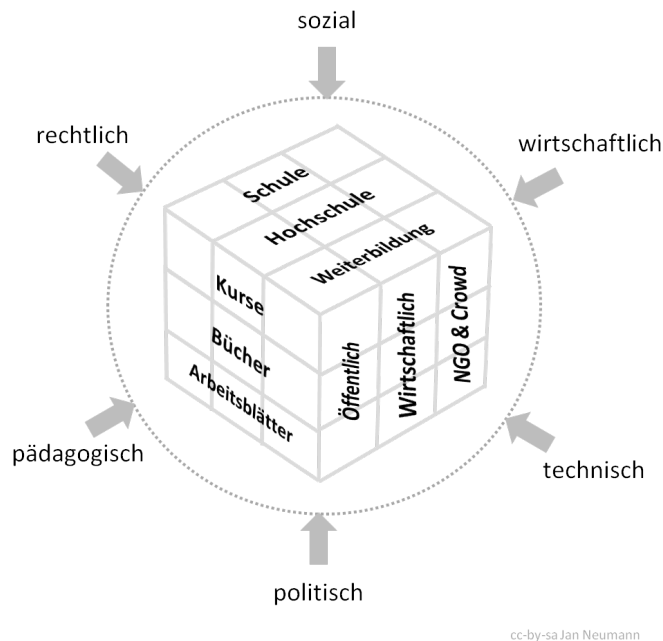 sozial
rechtlich
wirtschaftlich
Schule
Hochschule
Weiterbildung
Kurse
Bücher
Arbeitsblätter
Öffentlich
Wirtschaftlich
NGO & Crowd
pädagogisch
technisch
politisch
cc-by-sa Jan Neumann